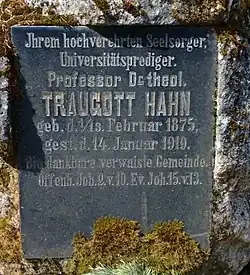 Ihrem hochverehrten Seelsorger,
Universitätsprediger.
Professor Dr theol.
TRAUGOTT HAHN
geb. d. 1/13. Februar 1875,
gest. d. 14. Januar 1919.
Die dankbare verwaiste Gemeinde.
Offenb. Joh. 2. v. 10. Ev. Joh. 15. v. 13.